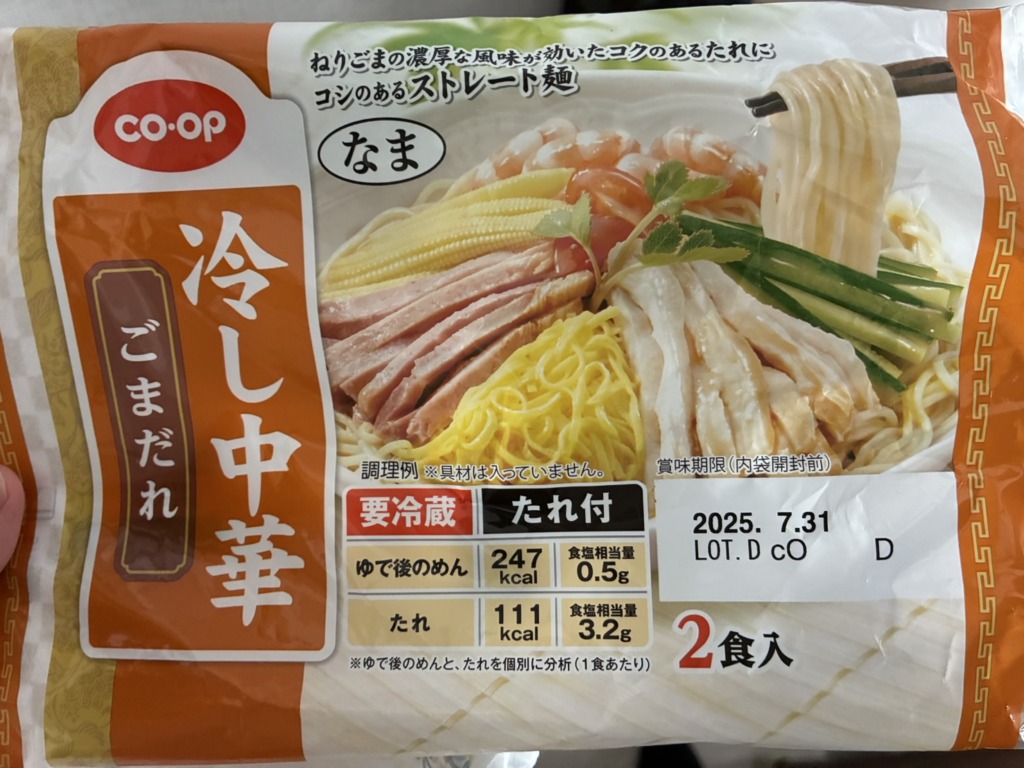 ねりごまの濃厚な風味が効いたコクのあるたれに
コシのあるストレート麺
CO・OP
なま
冷し中華
ごまだれ
調理例 ※具材は入っていません。
賞味期限(内袋開封前)
要冷蔵 たれ付
2025. 7.31
LOT. D cO D
ゆで後のめん 247 kcal 食塩相当量 0.5g
たれ 111 kcal 食塩相当量 3.2g
2食入
※ゆで後のめんと、たれを個別に分析(1食あたり)